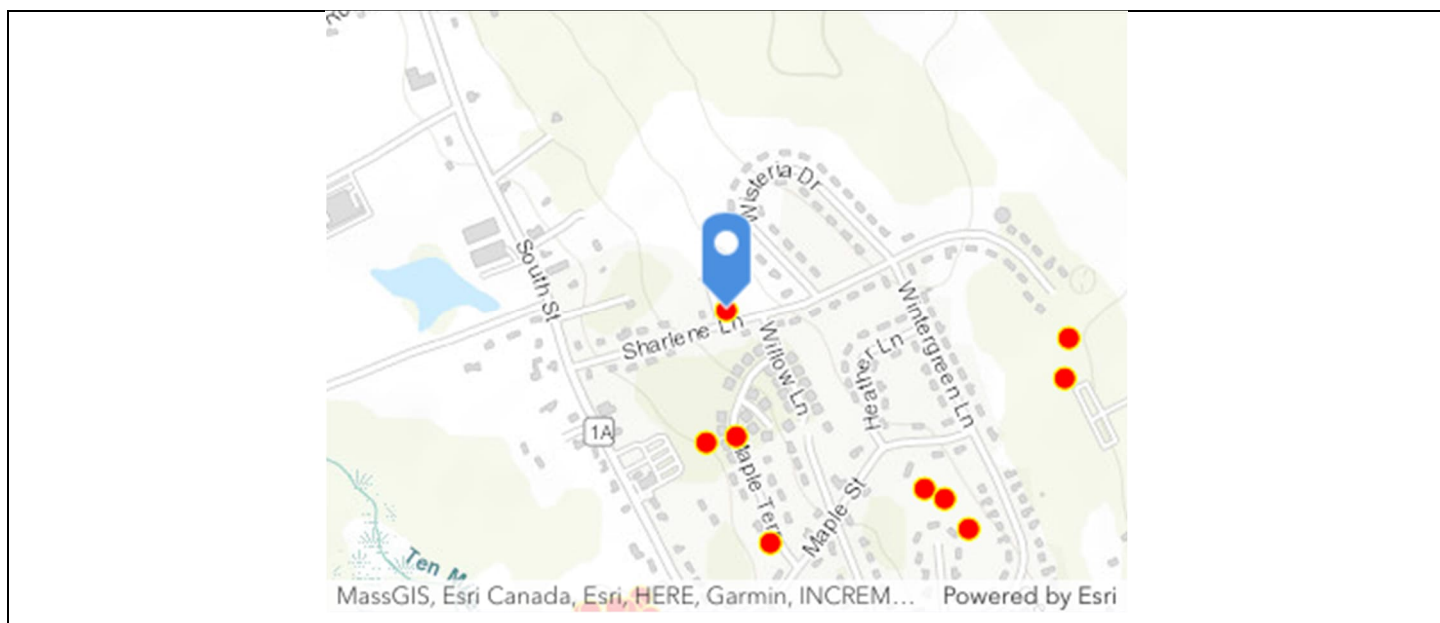 Wisteria Dr
South St
Sharlene Ln
Willow Ln
Wintergreen Ln
Heather Ln
1A
Maple Terr
Maple St
Ten M
MassGIS, Esri Canada, Esri, HERE, Garmin, INCREM... Powered by Esri